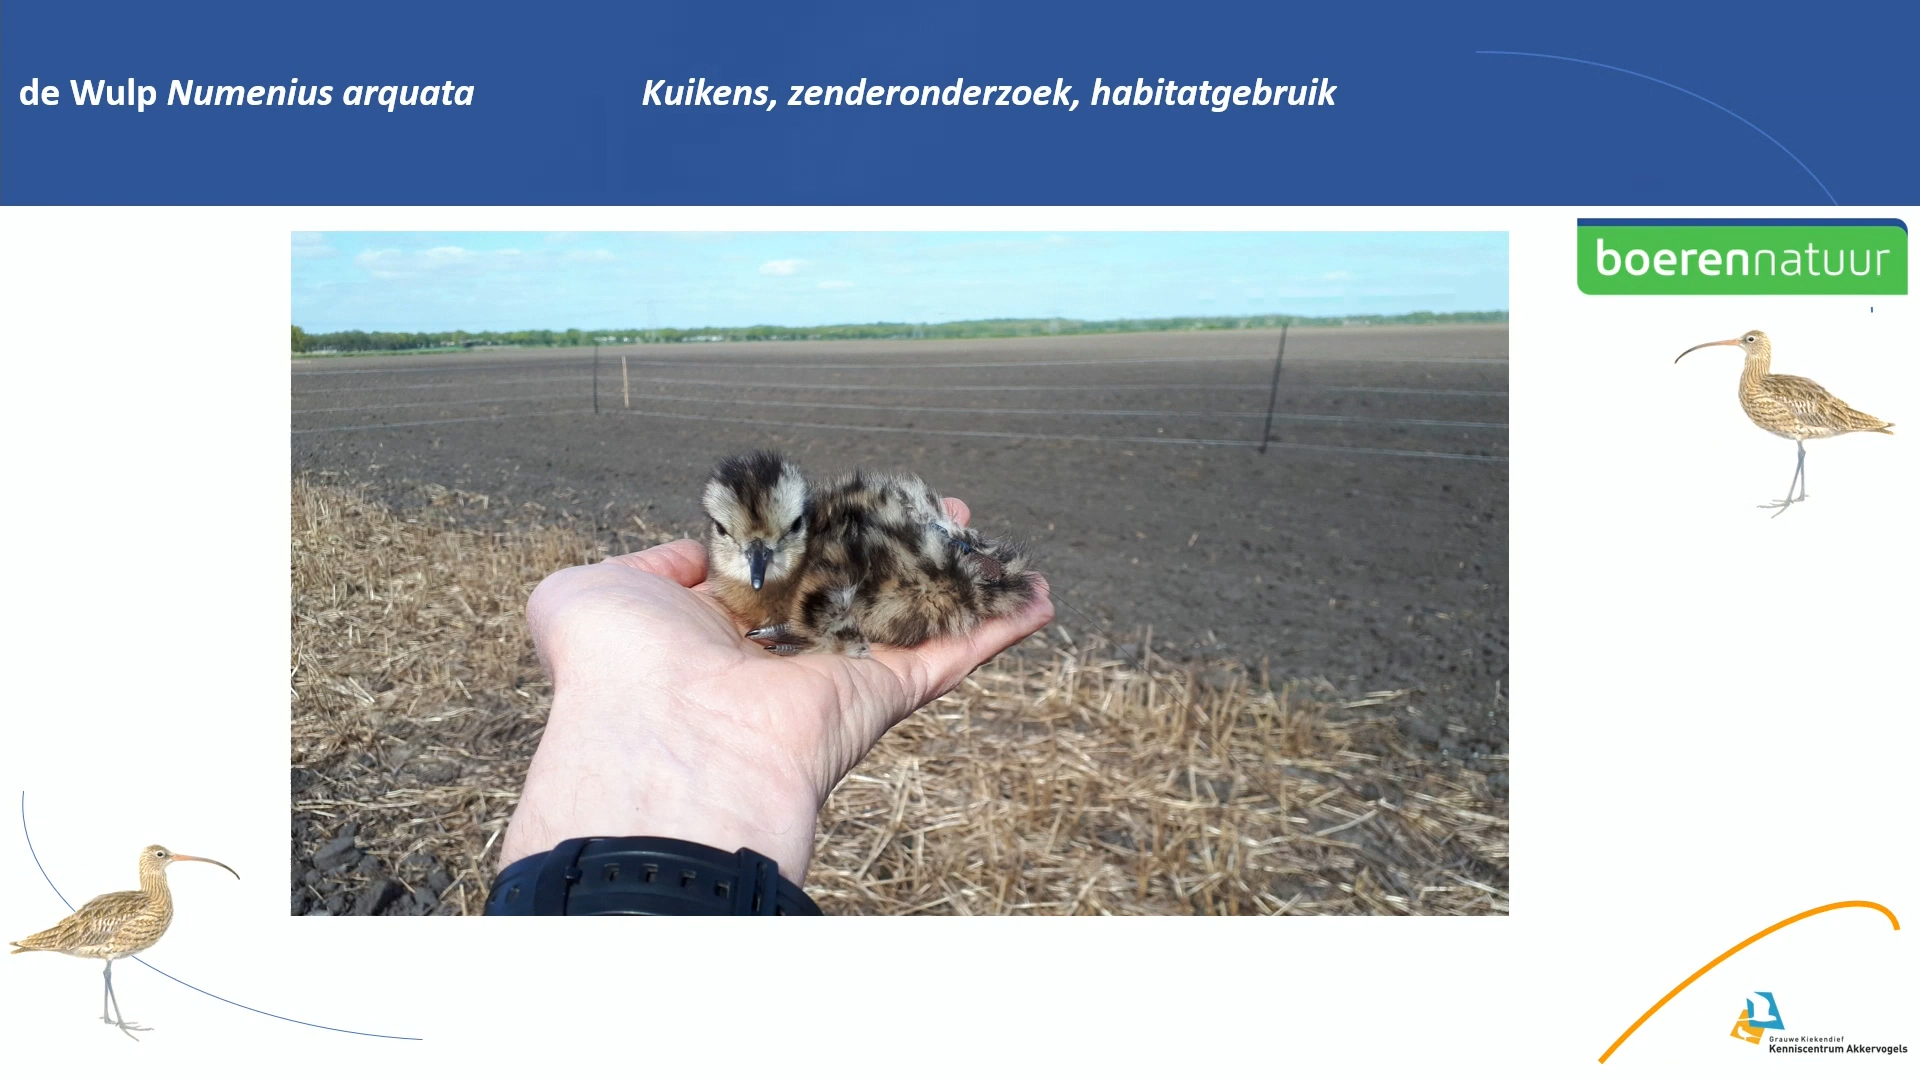 de Wulp Numenius arquata
Kuikens, zenderonderzoek, habitatgebruik
boerennatuur
Grauwe Kiekendief
Kenniscentrum Akkervogels